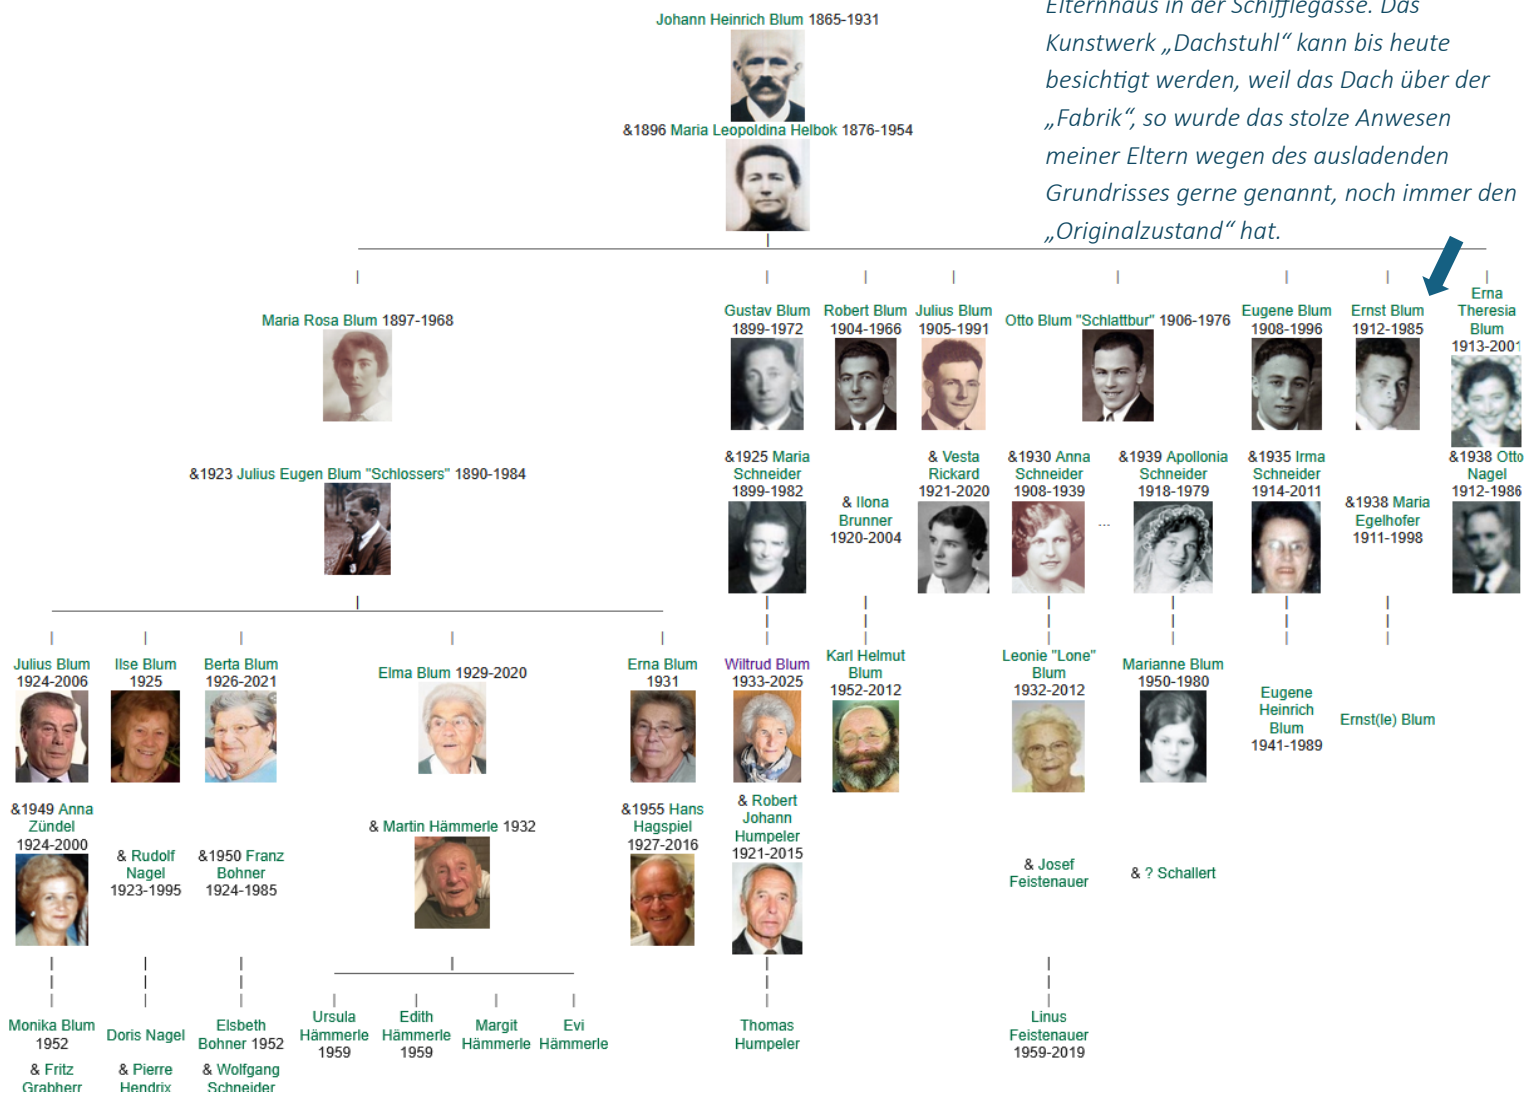 Elternhaus in der Schifflegasse. Das
Kunstwerk „Dachstuhl“ kann bis heute
besichtigt werden, weil das Dach über der
„Fabrik“, so wurde das stolze Anwesen
meiner Eltern wegen des ausladenden
Grundrisses gerne genannt, noch immer den
„Originalzustand“ hat.
Johann Heinrich Blum 1865-1931
&1896 Maria Leopoldina Helbok 1876-1954
Maria Rosa Blum 1897-1968
&1923 Julius Eugen Blum "Schlossers" 1890-1984
Gustav Blum
1899-1972
&1925 Maria
Schneider
1899-1982
Robert Blum
1904-1966
& Ilona
Brunner
1920-2004
Julius Blum
1905-1991
& Vesta
Rickard
1921-2020
Otto Blum "Schlattbur" 1906-1976
&1930 Anna
Schneider
1908-1939
...
&1939 Apollonia
Schneider
1918-1979
Eugene Blum
1908-1996
&1935 Irma
Schneider
1914-2011
Ernst Blum
1912-1985
&1938 Maria
Egelhofer
1911-1998
Erna
Theresia
Blum
1913-2001
&1938 Otto
Nagel
1912-1986
Julius Blum
1924-2006
&1949 Anna
Zündel
1924-2000
Ilse Blum
1925
& Rudolf
Nagel
1923-1995
Berta Blum
1926-2021
&1950 Franz
Bohner
1924-1985
Elma Blum 1929-2020
& Martin Hämmerle 1932
Erna Blum
1931
&1955 Hans
Hagspiel
1927-2016
Wiltrud Blum
1933-2025
& Robert
Johann
Humpeler
1921-2015
Karl Helmut
Blum
1952-2012
Leonie "Lone"
Blum
1932-2012
& Josef
Feistenauer
Marianne Blum
1950-1980
& ? Schallert
Eugene
Heinrich
Blum
1941-1989
Ernst(le) Blum
Monika Blum
1952
& Fritz
Grabherr
Doris Nagel
& Pierre
Hendrix
Elsbeth
Bohner 1952
& Wolfgang
Schneider
Ursula
Hämmerle
1959
Edith
Hämmerle
1959
Margit
Hämmerle
Evi
Hämmerle
Thomas
Humpeler
Linus
Feistenauer
1959-2019